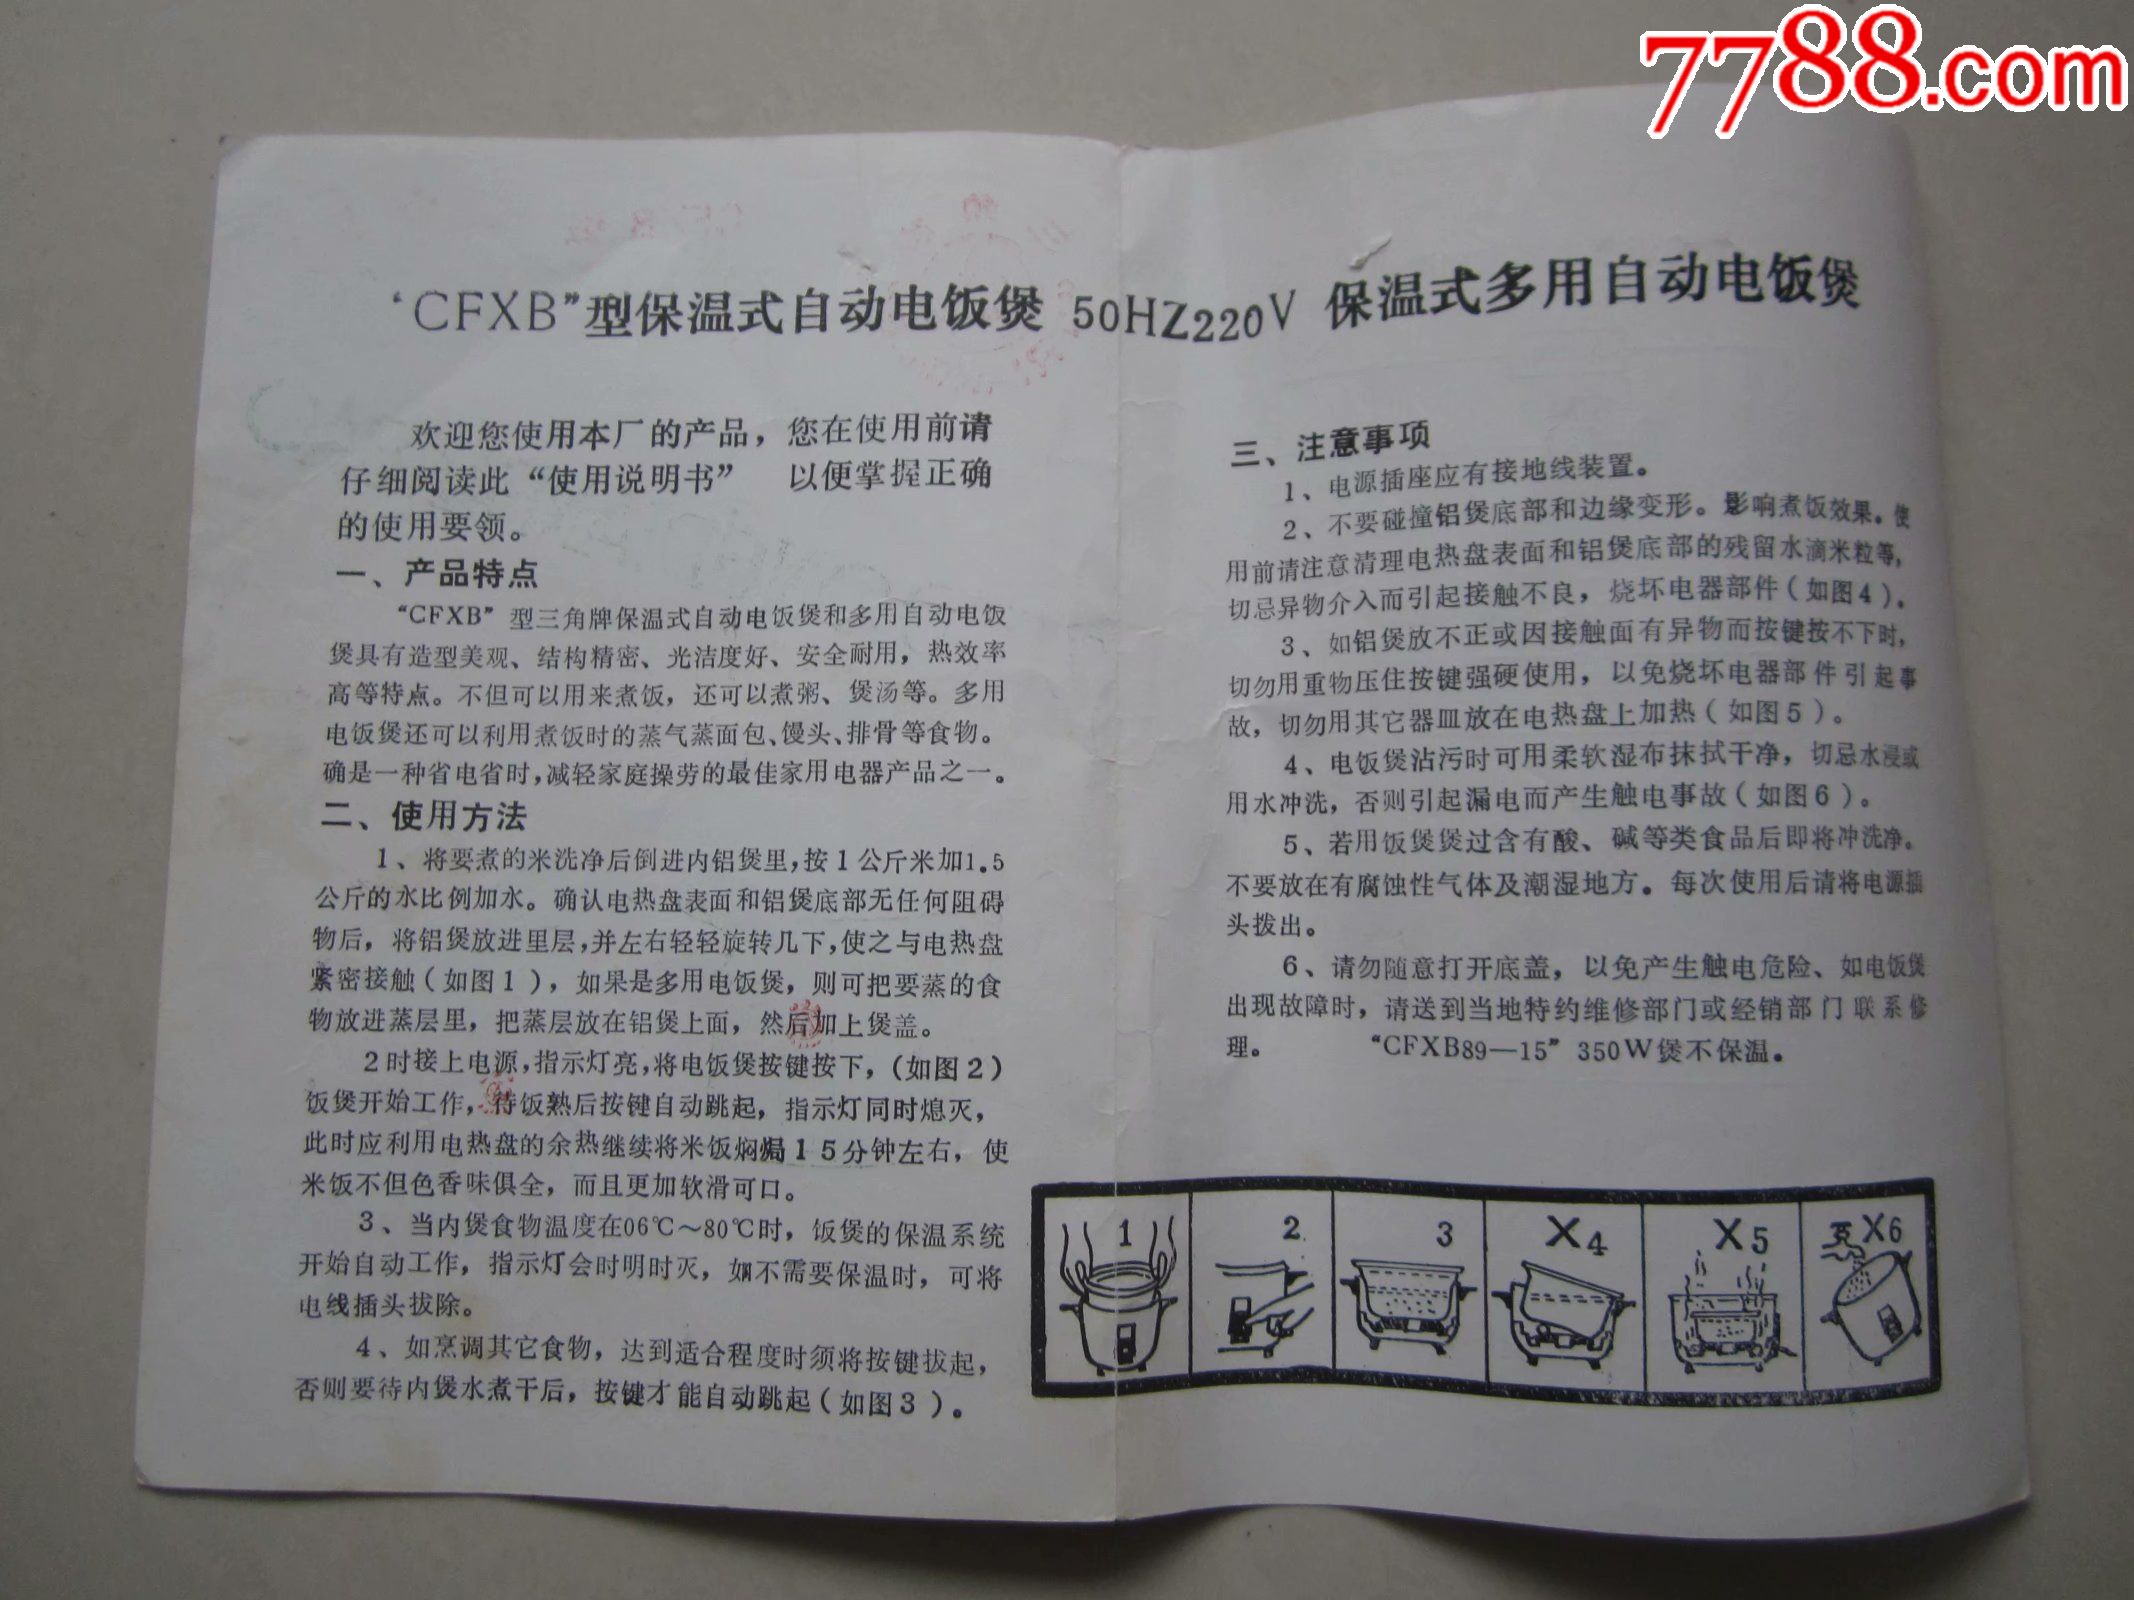 7788.com
“CFXB”型保温式自动电饭煲 50HZ220V 保温式多用自动电饭煲
欢迎您使用本厂的产品，您在使用前请
仔细阅读此“使用说明书” 以便掌握正确
的使用要领。
一、产品特点
“CFXB”型三角牌保温式自动电饭煲和多用自动电饭
煲具有造型美观、结构精密、光洁度好、安全耐用，热效率
高等特点。不但可以用来煮饭，还可以煮粥、煲汤等。多用
电饭煲还可以利用煮饭时的蒸气蒸面包、馒头、排骨等食物。
确是一种省电省时，减轻家庭操劳的最佳家用电器产品之一。
二、使用方法
1、将要煮的米洗净后倒进内铝煲里，按1公斤米加1.5
公斤的水比例加水。确认电热盘表面和铝煲底部无任何阻碍
物后，将铝煲放进里层，并左右轻轻旋转几下，使之与电热盘
紧密接触（如图1），如果是多用电饭煲，则可把要蒸的食
物放进蒸层里，把蒸层放在铝煲上面，然后加上煲盖。
2时接上电源，指示灯亮，将电饭煲按键按下，（如图2）
饭煲开始工作，待饭熟后按键自动跳起，指示灯同时熄灭，
此时应利用电热盘的余热继续将米饭焖焗15分钟左右，使
米饭不但色香味俱全，而且更加软滑可口。
3、当内煲食物温度在06℃～80℃时，饭煲的保温系统
开始自动工作，指示灯会时明时灭，如不需要保温时，可将
电线插头拔除。
4、如烹调其它食物，达到适合程度时须将按键拔起，
否则要待内煲水煮干后，按键才能自动跳起（如图3）。
三、注意事项
1、电源插座应有接地线装置。
2、不要碰撞铝煲底部和边缘变形。影响煮饭效果。使
用前请注意清理电热盘表面和铝煲底部的残留水滴米粒等，
切忌异物介入而引起接触不良，烧坏电器部件（如图4）。
3、如铝煲放不正或因接触面有异物而按键按不下时，
切勿用重物压住按键强硬使用，以免烧坏电器部件引起事
故，切勿用其它器皿放在电热盘上加热（如图5）。
4、电饭煲沾污时可用柔软湿布抹拭干净，切忌水浸或
用水冲洗，否则引起漏电而产生触电事故（如图6）。
5、若用饭煲煲过含有酸、碱等类食品后即将冲洗净。
不要放在有腐蚀性气体及潮湿地方。每次使用后请将电源插
头拨出。
6、请勿随意打开底盖，以免产生触电危险、如电饭煲
出现故障时，请送到当地特约维修部门或经销部门联系修
理。 “CFXB89—15” 350W煲不保温。
1 2 3 X4 X5 X6